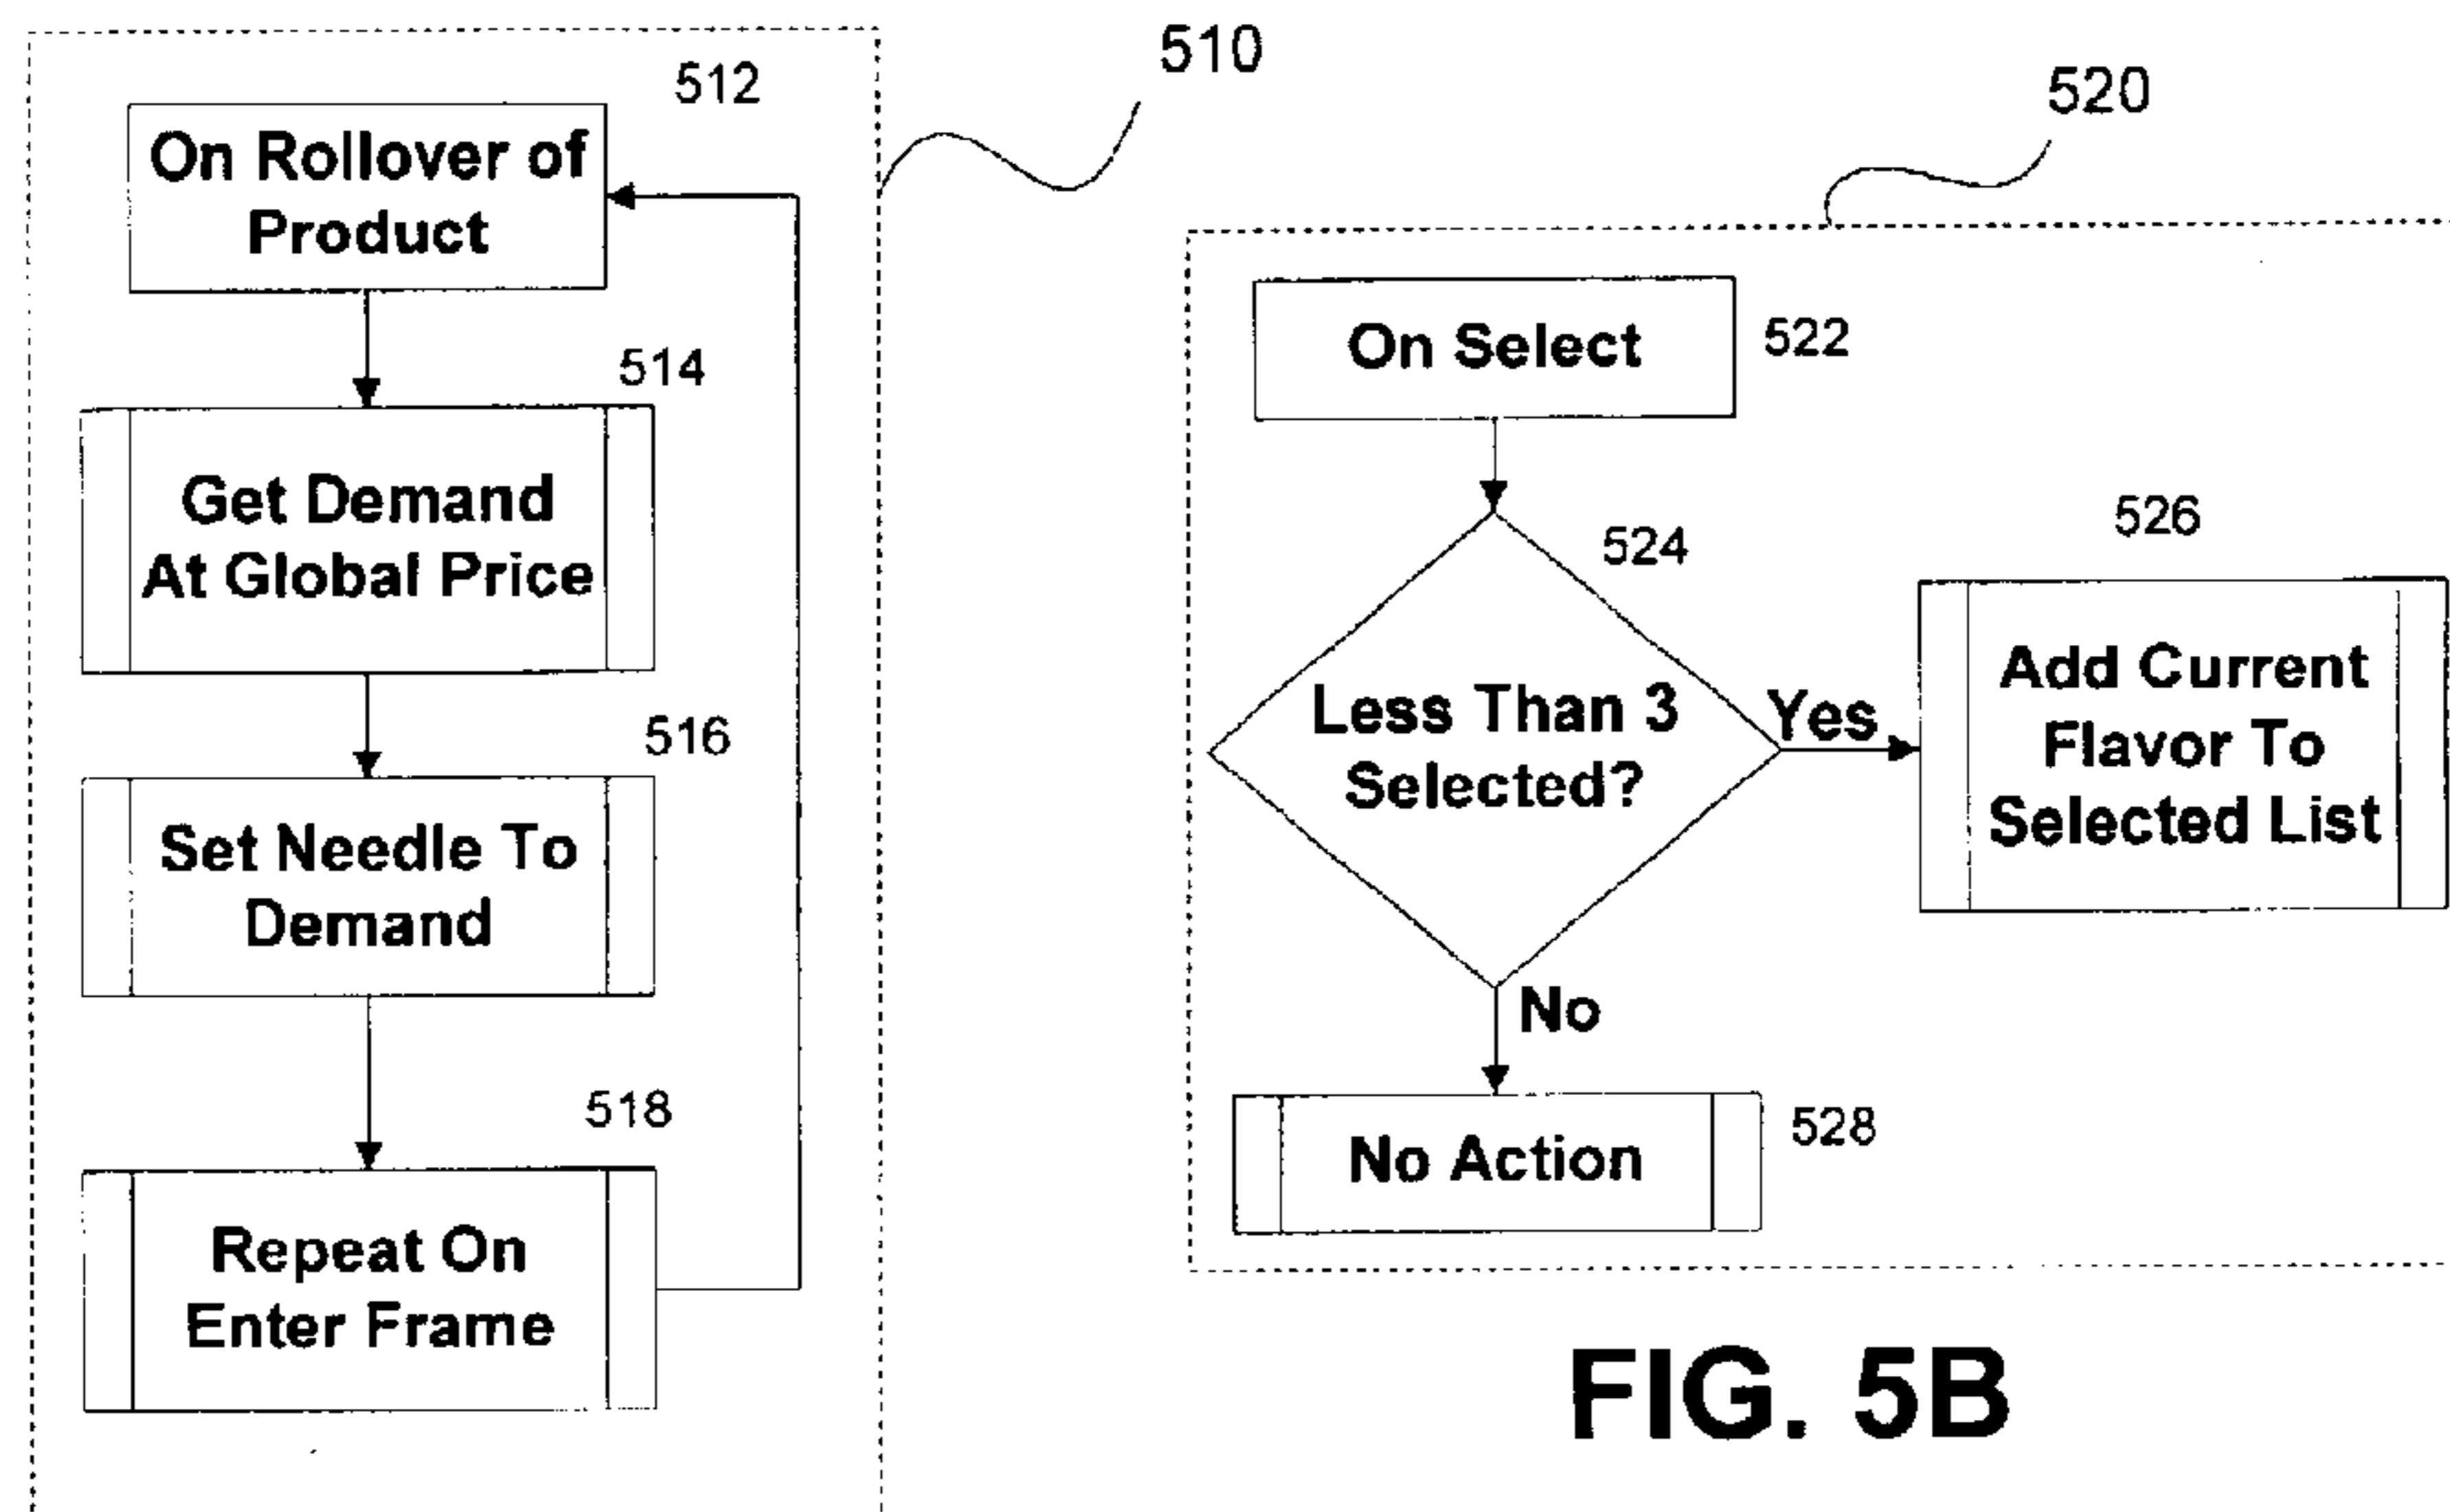 510
512
On Rollover of
Product
514
Get Demand
At Global Price
516
Set Needle To
Demand
518
Repeat On
Enter Frame
520
On Select
522
524
Less Than 3
Selected?
Yes
526
Add Current
Flavor To
Selected List
No
No Action
528
FIG. 5B